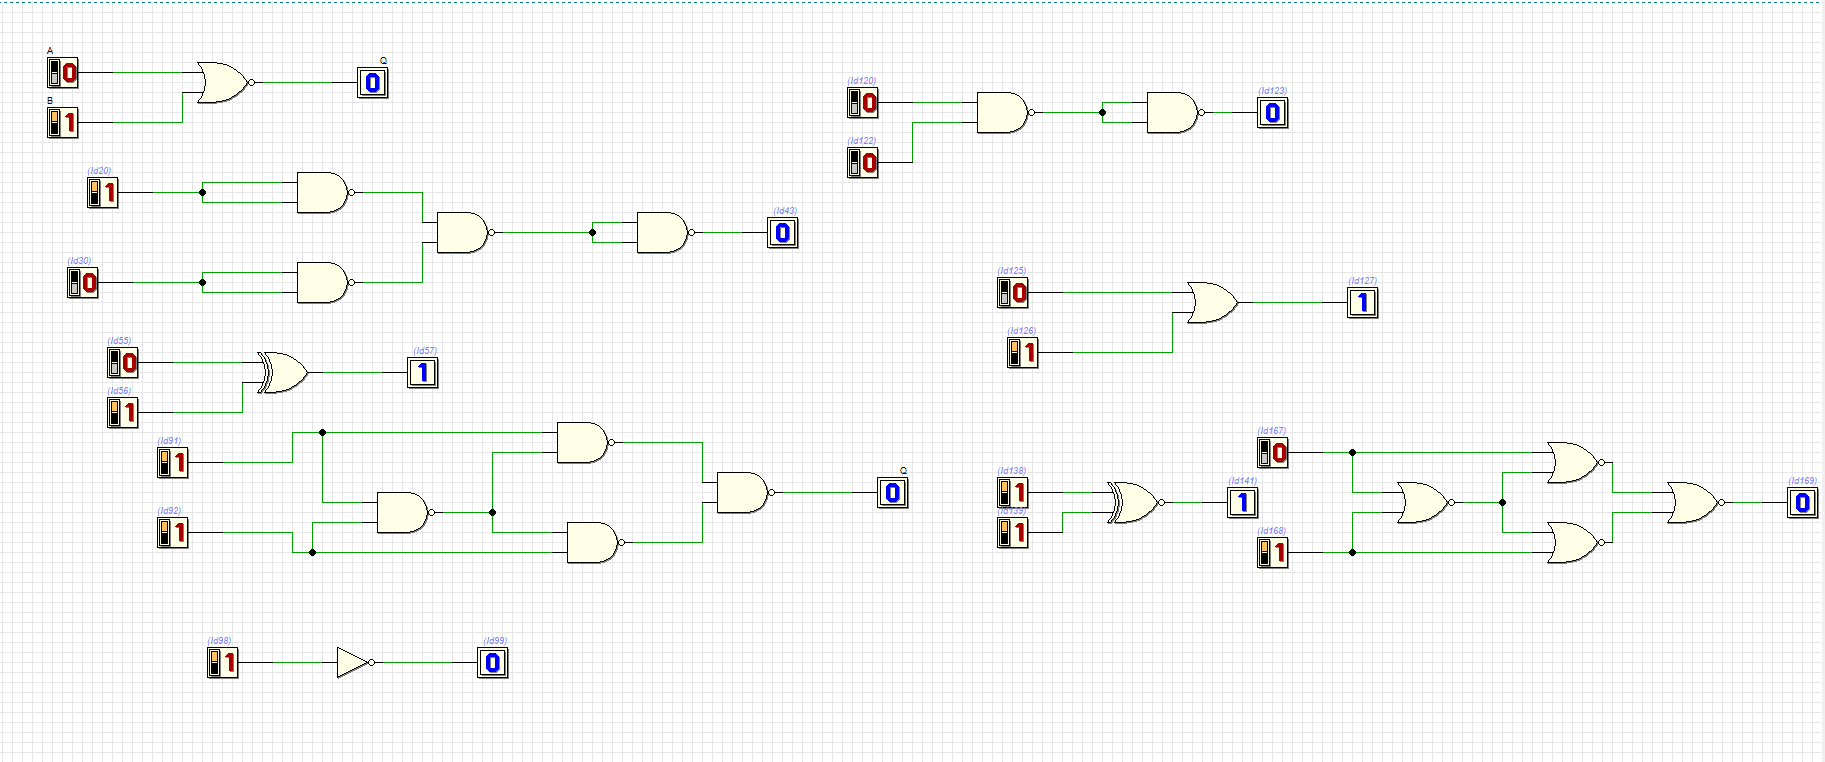 A
0
Q
0
B
1
(Id120)
0
(Id123)
0
(Id122)
0
(Id20)
1
(Id43)
0
(Id30)
0
(Id125)
0
(Id127)
1
(Id126)
1
(Id55)
0
(Id57)
1
(Id56)
1
(Id91)
1
(Id92)
1
Q
0
(Id138)
1
(Id141)
1
(Id139)
1
(Id167)
0
(Id169)
0
(Id168)
1
(Id98)
1
(Id99)
0